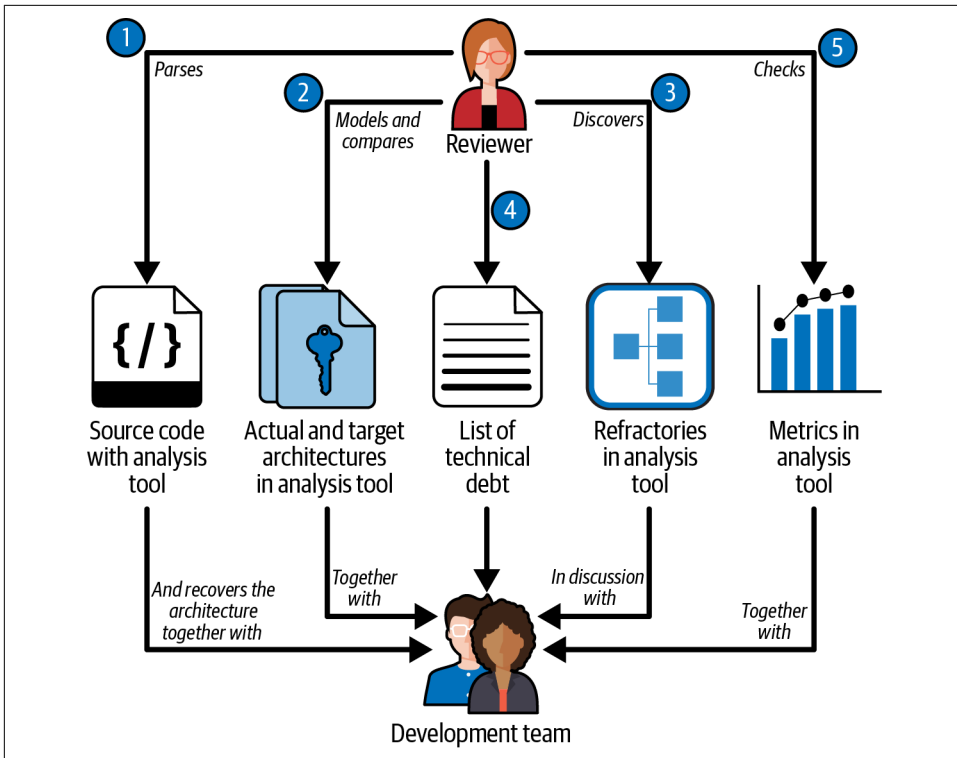 1
Parses
2
Models and
compares
Reviewer
3
Discovers
5
Checks
4
{/}
Source code
with analysis
tool
Actual and target
architectures
in analysis tool
List of
technical
debt
Refractories
in analysis
tool
Metrics in
analysis
tool
And recovers the
architecture
together with
Together
with
In discussion
with
Together
with
Development team